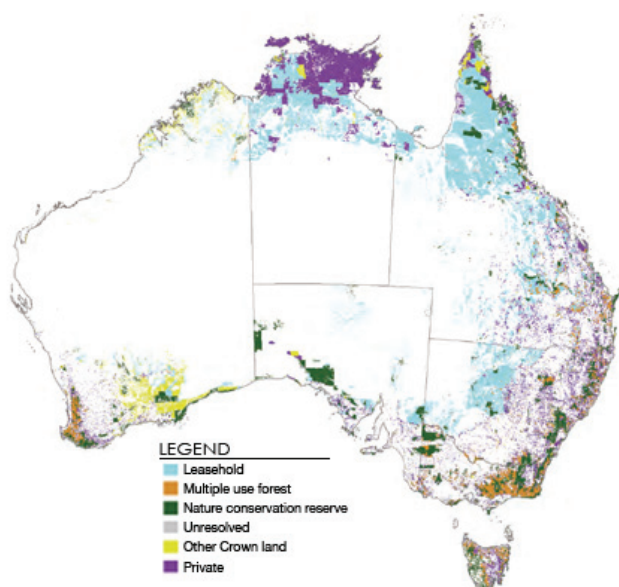 LEGEND
Leasehold
Multiple use forest
Nature conservation reserve
Unresolved
Other Crown land
Private